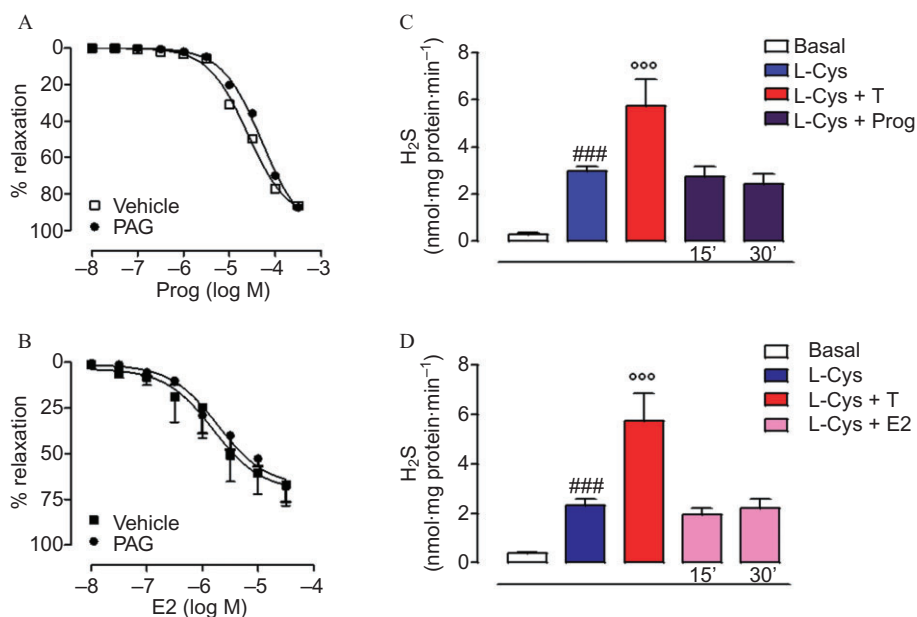 A
0
20
40
60
80
100
% relaxation
Vehicle
PAG
–8 –7 –6 –5 –4 –3
Prog (log M)
B
0
25
50
75
100
% relaxation
Vehicle
PAG
–8 –7 –6 –5 –4
E2 (log M)
C
8
6
4
2
0
H₂S
(nmol·mg protein·min⁻¹)
###
°°°
15' 30'
Basal
L-Cys
L-Cys + T
L-Cys + Prog
D
8
6
4
2
0
H₂S
(nmol·mg protein·min⁻¹)
###
°°°
15' 30'
Basal
L-Cys
L-Cys + T
L-Cys + E2